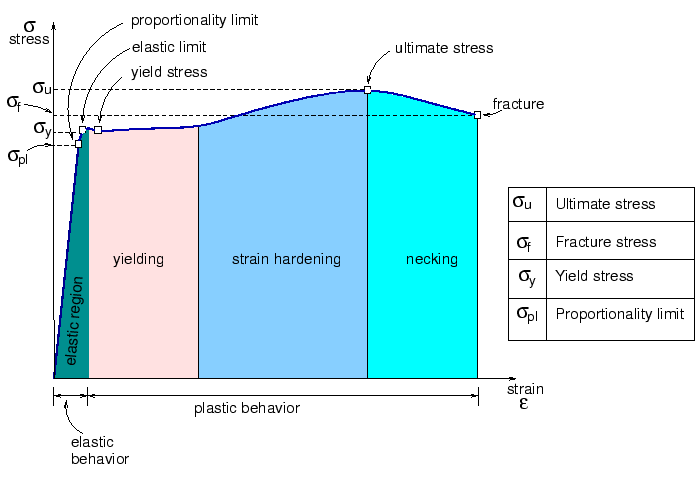 σ
stress
proportionality limit
elastic limit
yield stress
ultimate stress
σu
σf
fracture
σy
σpl
σu Ultimate stress
σf Fracture stress
σy Yield stress
σpl Proportionality limit
yielding
strain hardening
necking
elastic region
strain
ε
plastic behavior
elastic
behavior